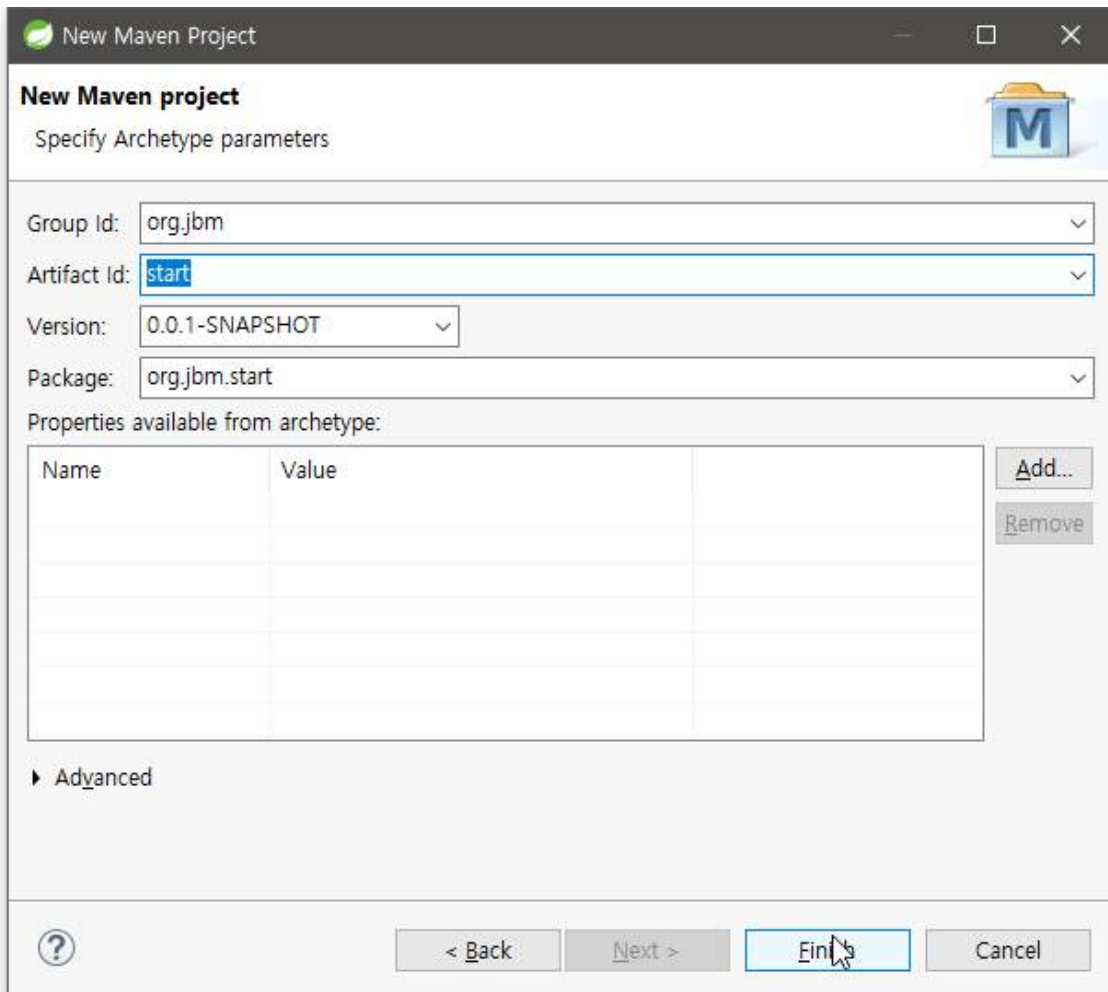 New Maven Project
New Maven project
Specify Archetype parameters
M
Group Id: org.jbm
Artifact Id: start
Version: 0.0.1-SNAPSHOT
Package: org.jbm.start
Properties available from archetype:
Name Value
Add...
Remove
Advanced
? < Back Next > Finish Cancel